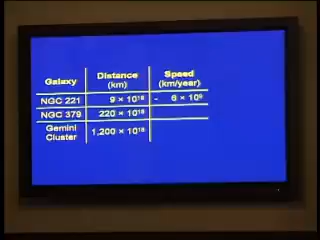 Galaxy Distance (km) Speed (km/year)
NGC 221 9 × 10¹⁸ - 6 × 10⁹
NGC 379 220 × 10¹⁸
Gemini Cluster 1,200 × 10¹⁸